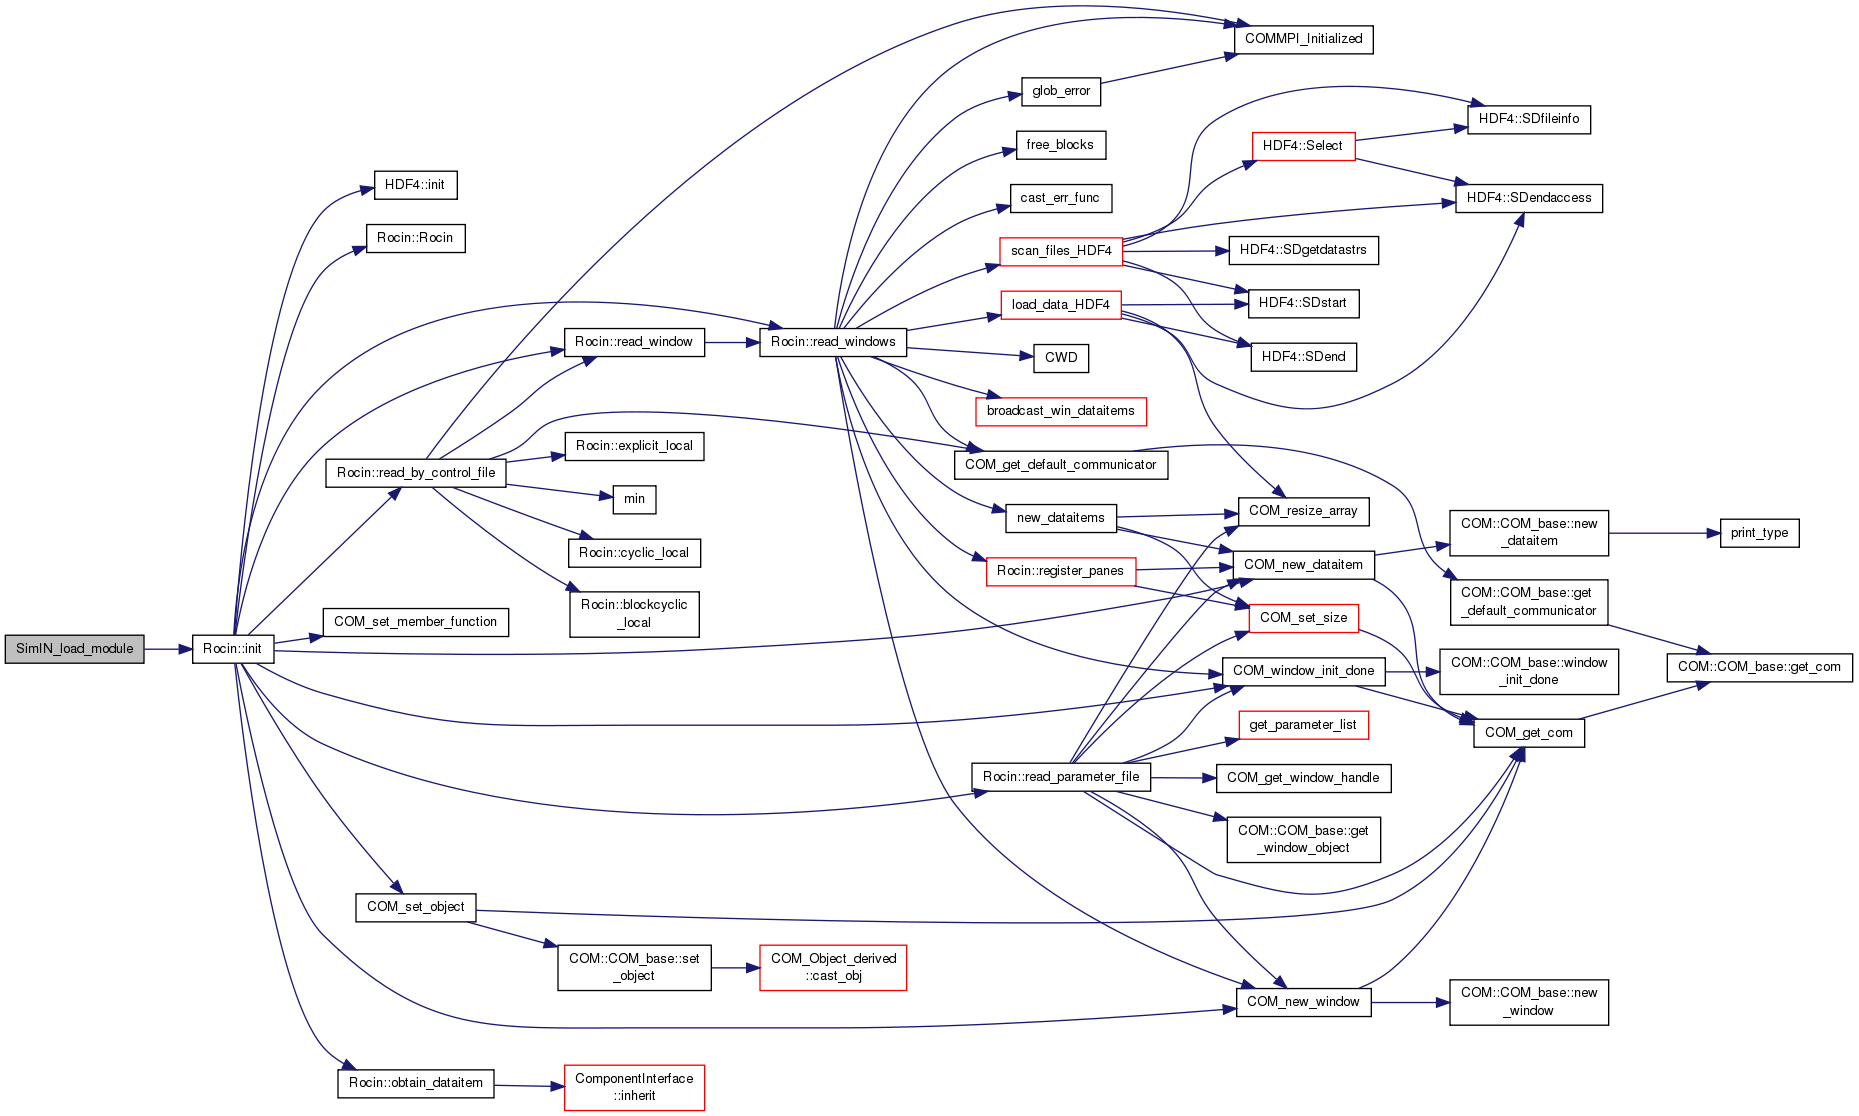 COMMPI_Initialized
glob_error
HDF4::SDfileinfo
free_blocks
HDF4::Select
HDF4::init
cast_err_func
HDF4::SDendaccess
Rocin::Rocin
scan_files_HDF4
HDF4::SDgetdatastrs
load_data_HDF4
HDF4::SDstart
Rocin::read_window
Rocin::read_windows
CWD
HDF4::SDend
broadcast_win_dataitems
Rocin::explicit_local
COM_get_default_communicator
Rocin::read_by_control_file
min
new_dataitems
COM_resize_array
COM::COM_base::new
_dataitem
print_type
Rocin::cyclic_local
Rocin::register_panes
COM_new_dataitem
COM::COM_base::get
_default_communicator
Rocin::blockcyclic
_local
COM_set_member_function
COM_set_size
SimIN_load_module
Rocin::init
COM_window_init_done
COM::COM_base::window
_init_done
COM::COM_base::get_com
get_parameter_list
COM_get_com
Rocin::read_parameter_file
COM_get_window_handle
COM::COM_base::get
_window_object
COM_set_object
COM::COM_base::set
_object
COM_Object_derived
::cast_obj
COM_new_window
COM::COM_base::new
_window
Rocin::obtain_dataitem
ComponentInterface
::inherit